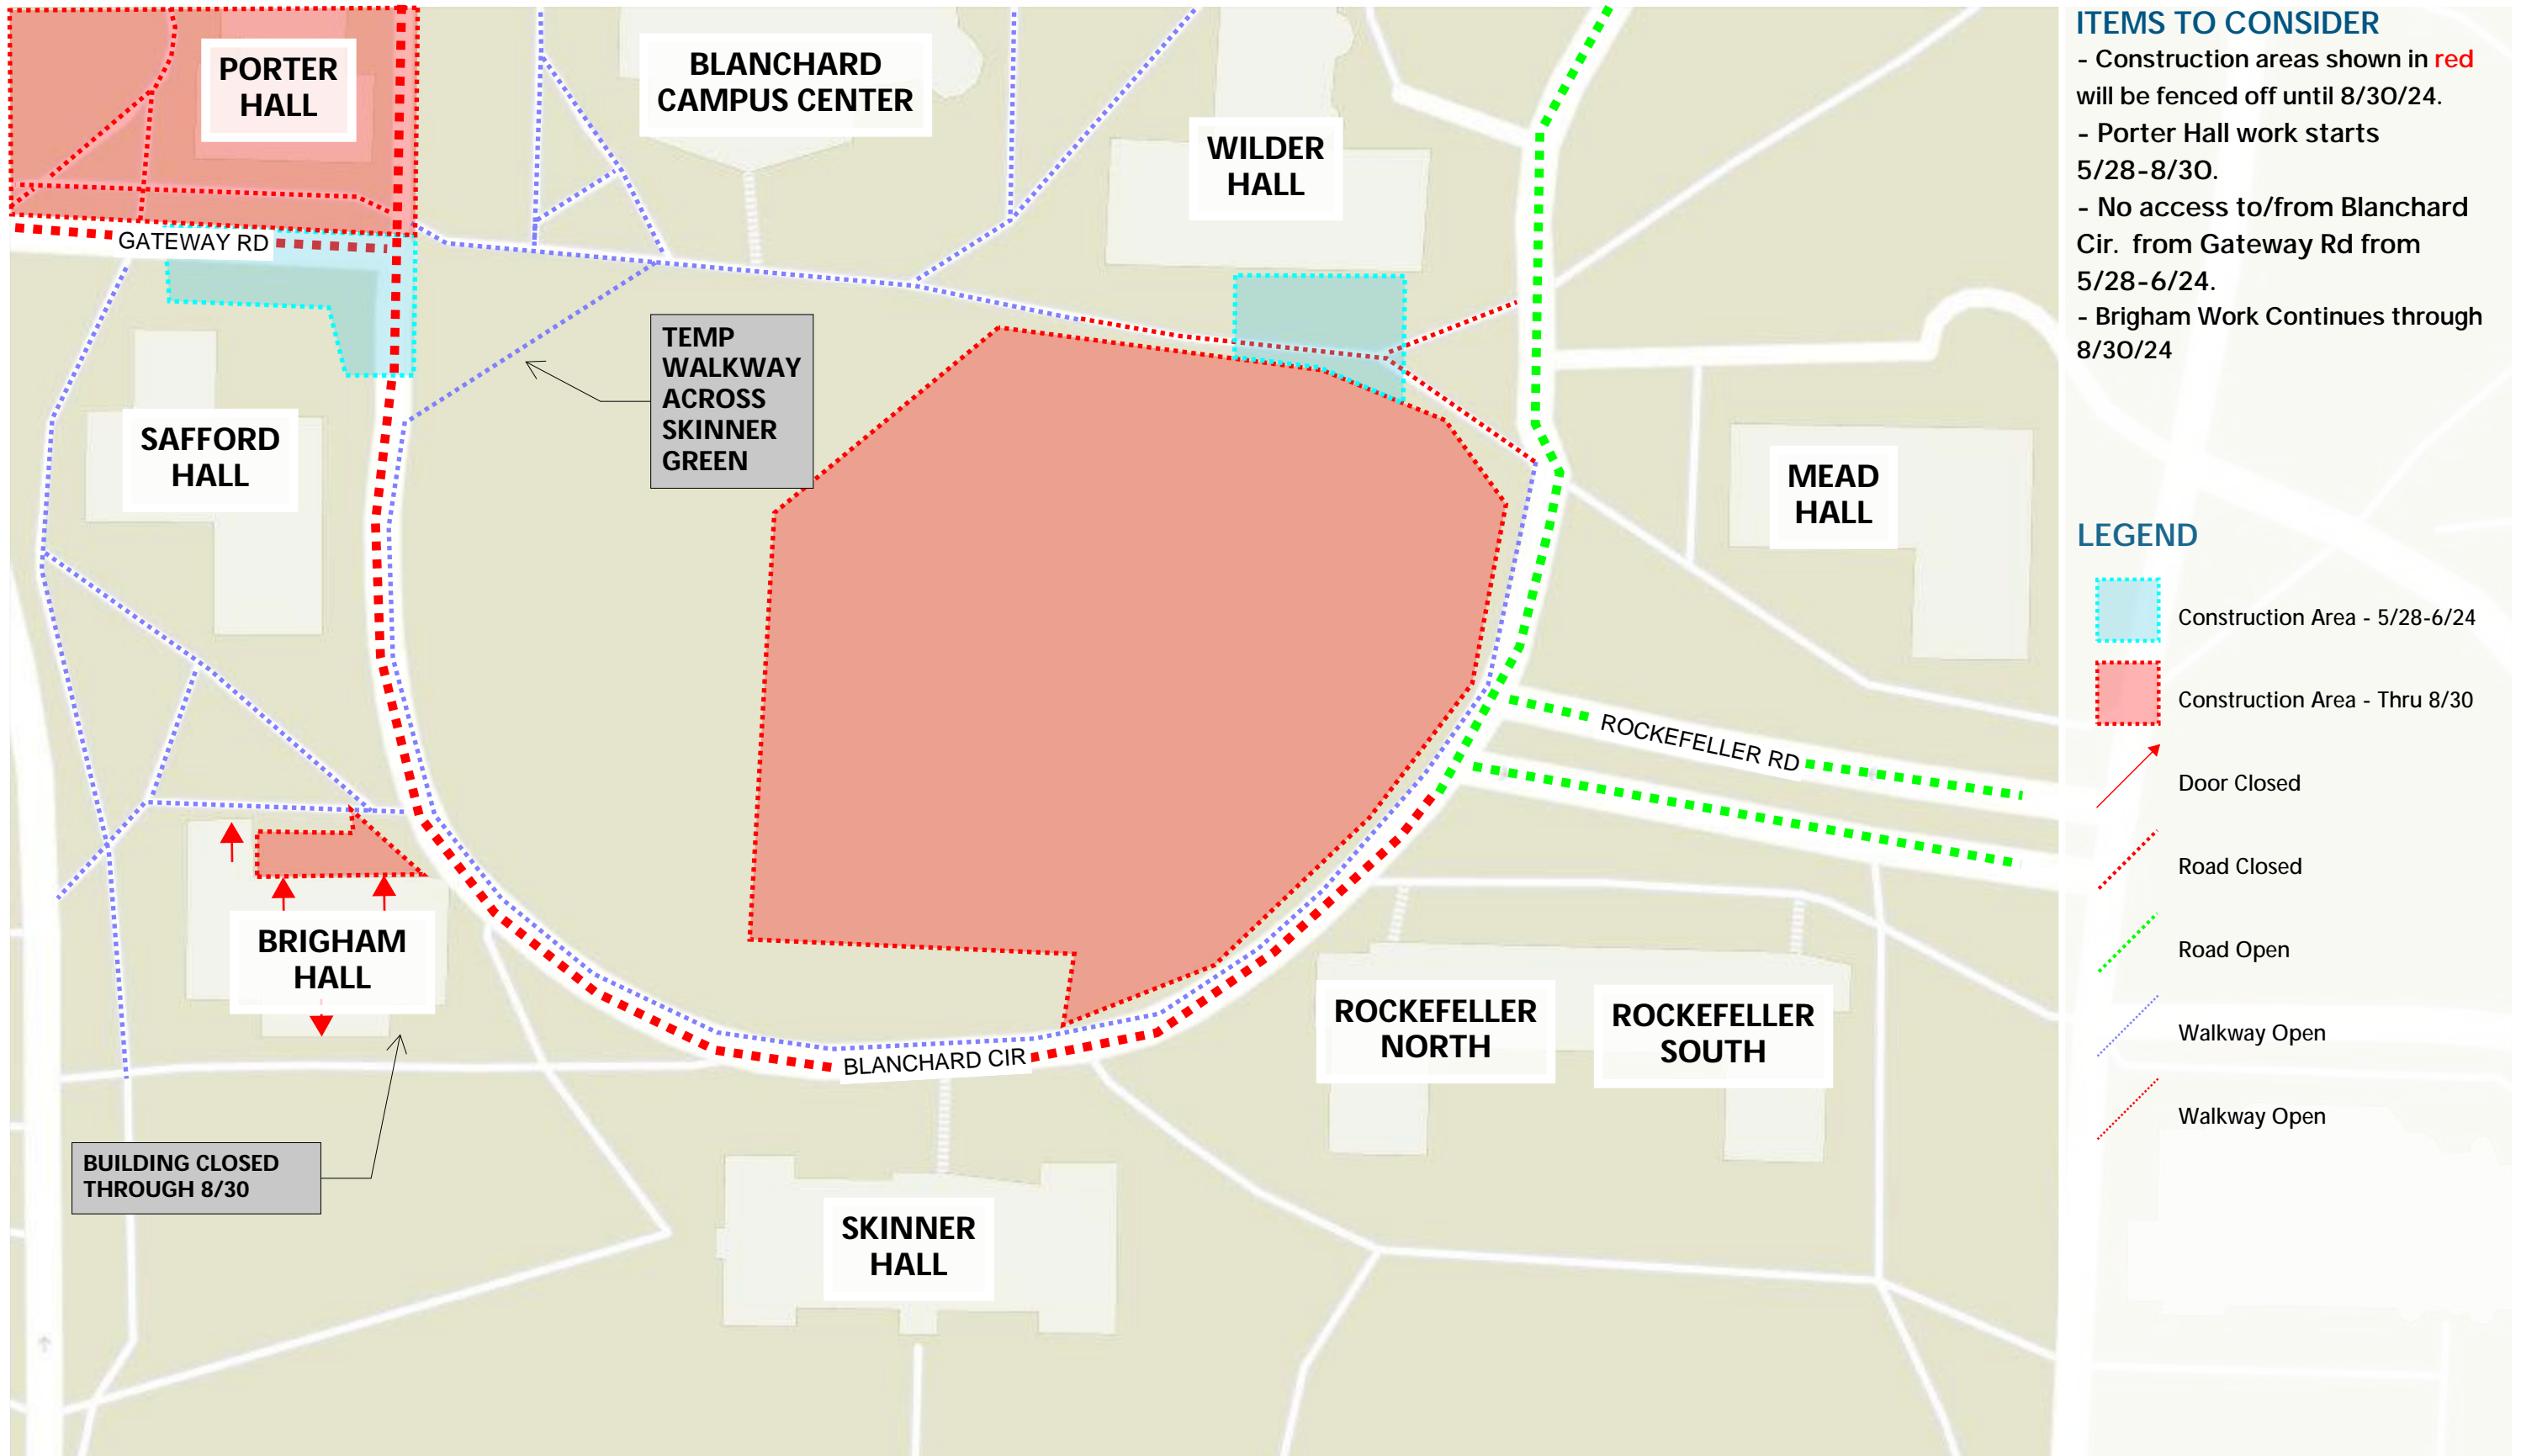 PORTER
HALL
BLANCHARD
CAMPUS CENTER
WILDER
HALL
GATEWAY RD
TEMP
WALKWAY
ACROSS
SKINNER
GREEN
SAFFORD
HALL
MEAD
HALL
ROCKEFELLER RD
BRIGHAM
HALL
ROCKEFELLER
NORTH
ROCKEFELLER
SOUTH
BLANCHARD CIR
BUILDING CLOSED
THROUGH 8/30
SKINNER
HALL
ITEMS TO CONSIDER
- Construction areas shown in red
will be fenced off until 8/30/24.
- Porter Hall work starts
5/28-8/30.
- No access to/from Blanchard
Cir. from Gateway Rd from
5/28-6/24.
- Brigham Work Continues through
8/30/24
LEGEND
Construction Area - 5/28-6/24
Construction Area - Thru 8/30
Door Closed
Road Closed
Road Open
Walkway Open
Walkway Open